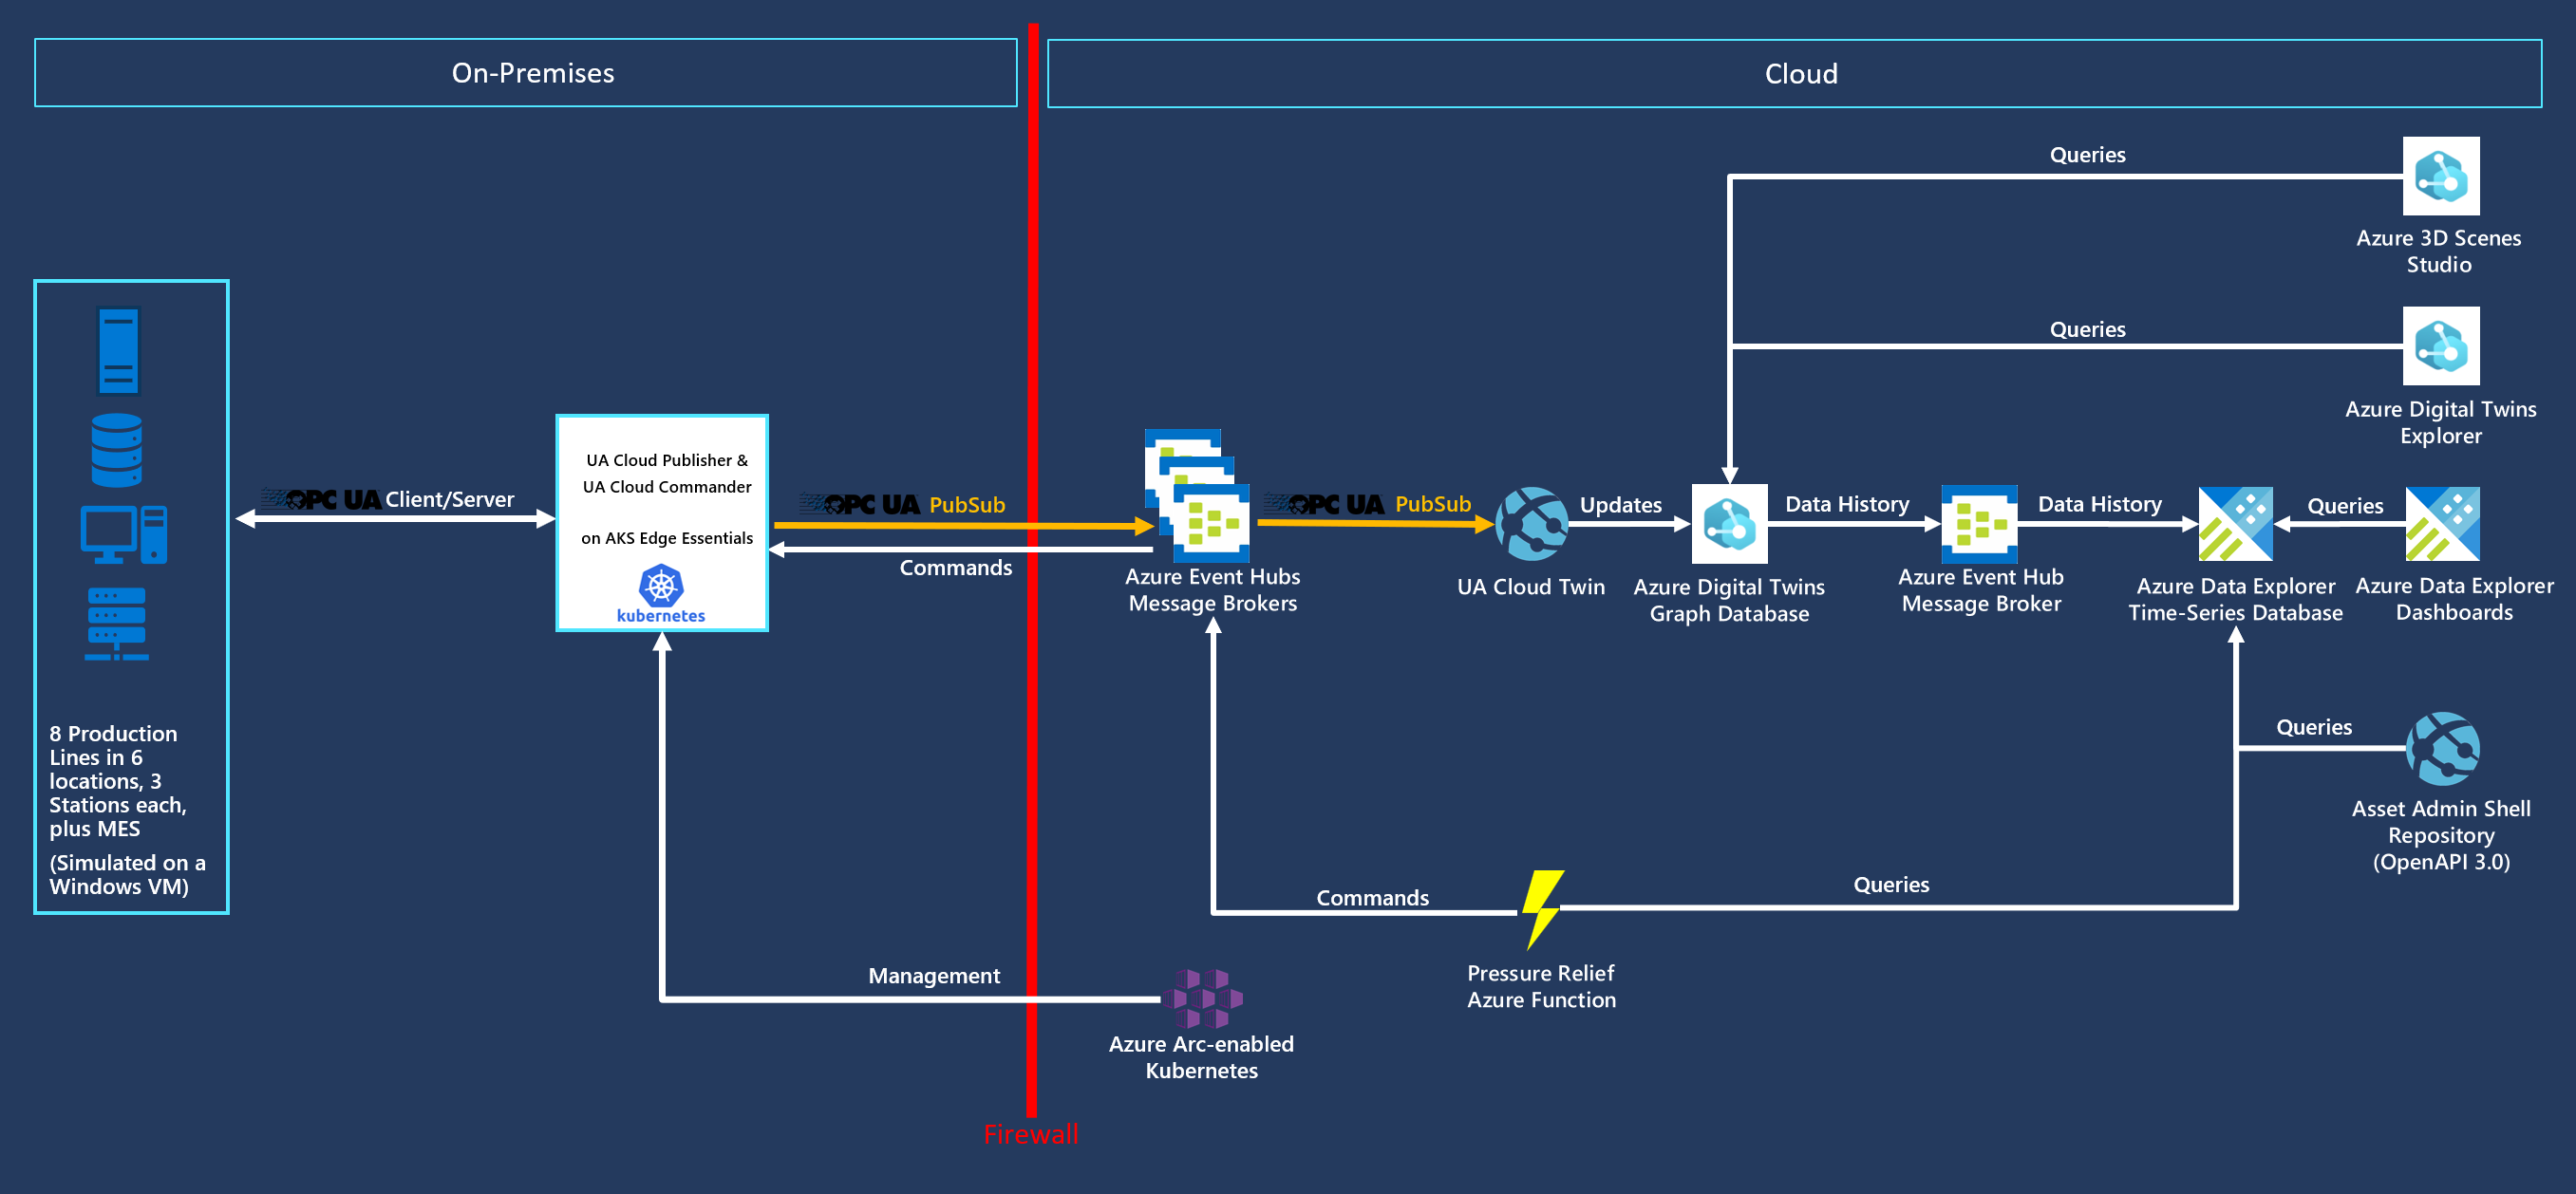 On-Premises
Cloud
Queries
Azure 3D Scenes
Studio
Queries
Azure Digital Twins
Explorer
UA Cloud Publisher &
UA Cloud Commander
on AKS Edge Essentials
kubernetes
OPC UA Client/Server
OPC UA PubSub
Commands
Azure Event Hubs
Message Brokers
OPC UA PubSub
UA Cloud Twin
Updates
Azure Digital Twins
Graph Database
Data History
Azure Event Hub
Message Broker
Data History
Azure Data Explorer
Time-Series Database
Queries
Azure Data Explorer
Dashboards
8 Production
Lines in 6
locations, 3
Stations each,
plus MES
(Simulated on a
Windows VM)
Queries
Asset Admin Shell
Repository
(OpenAPI 3.0)
Commands
Queries
Pressure Relief
Azure Function
Management
Azure Arc-enabled
Kubernetes
Firewall